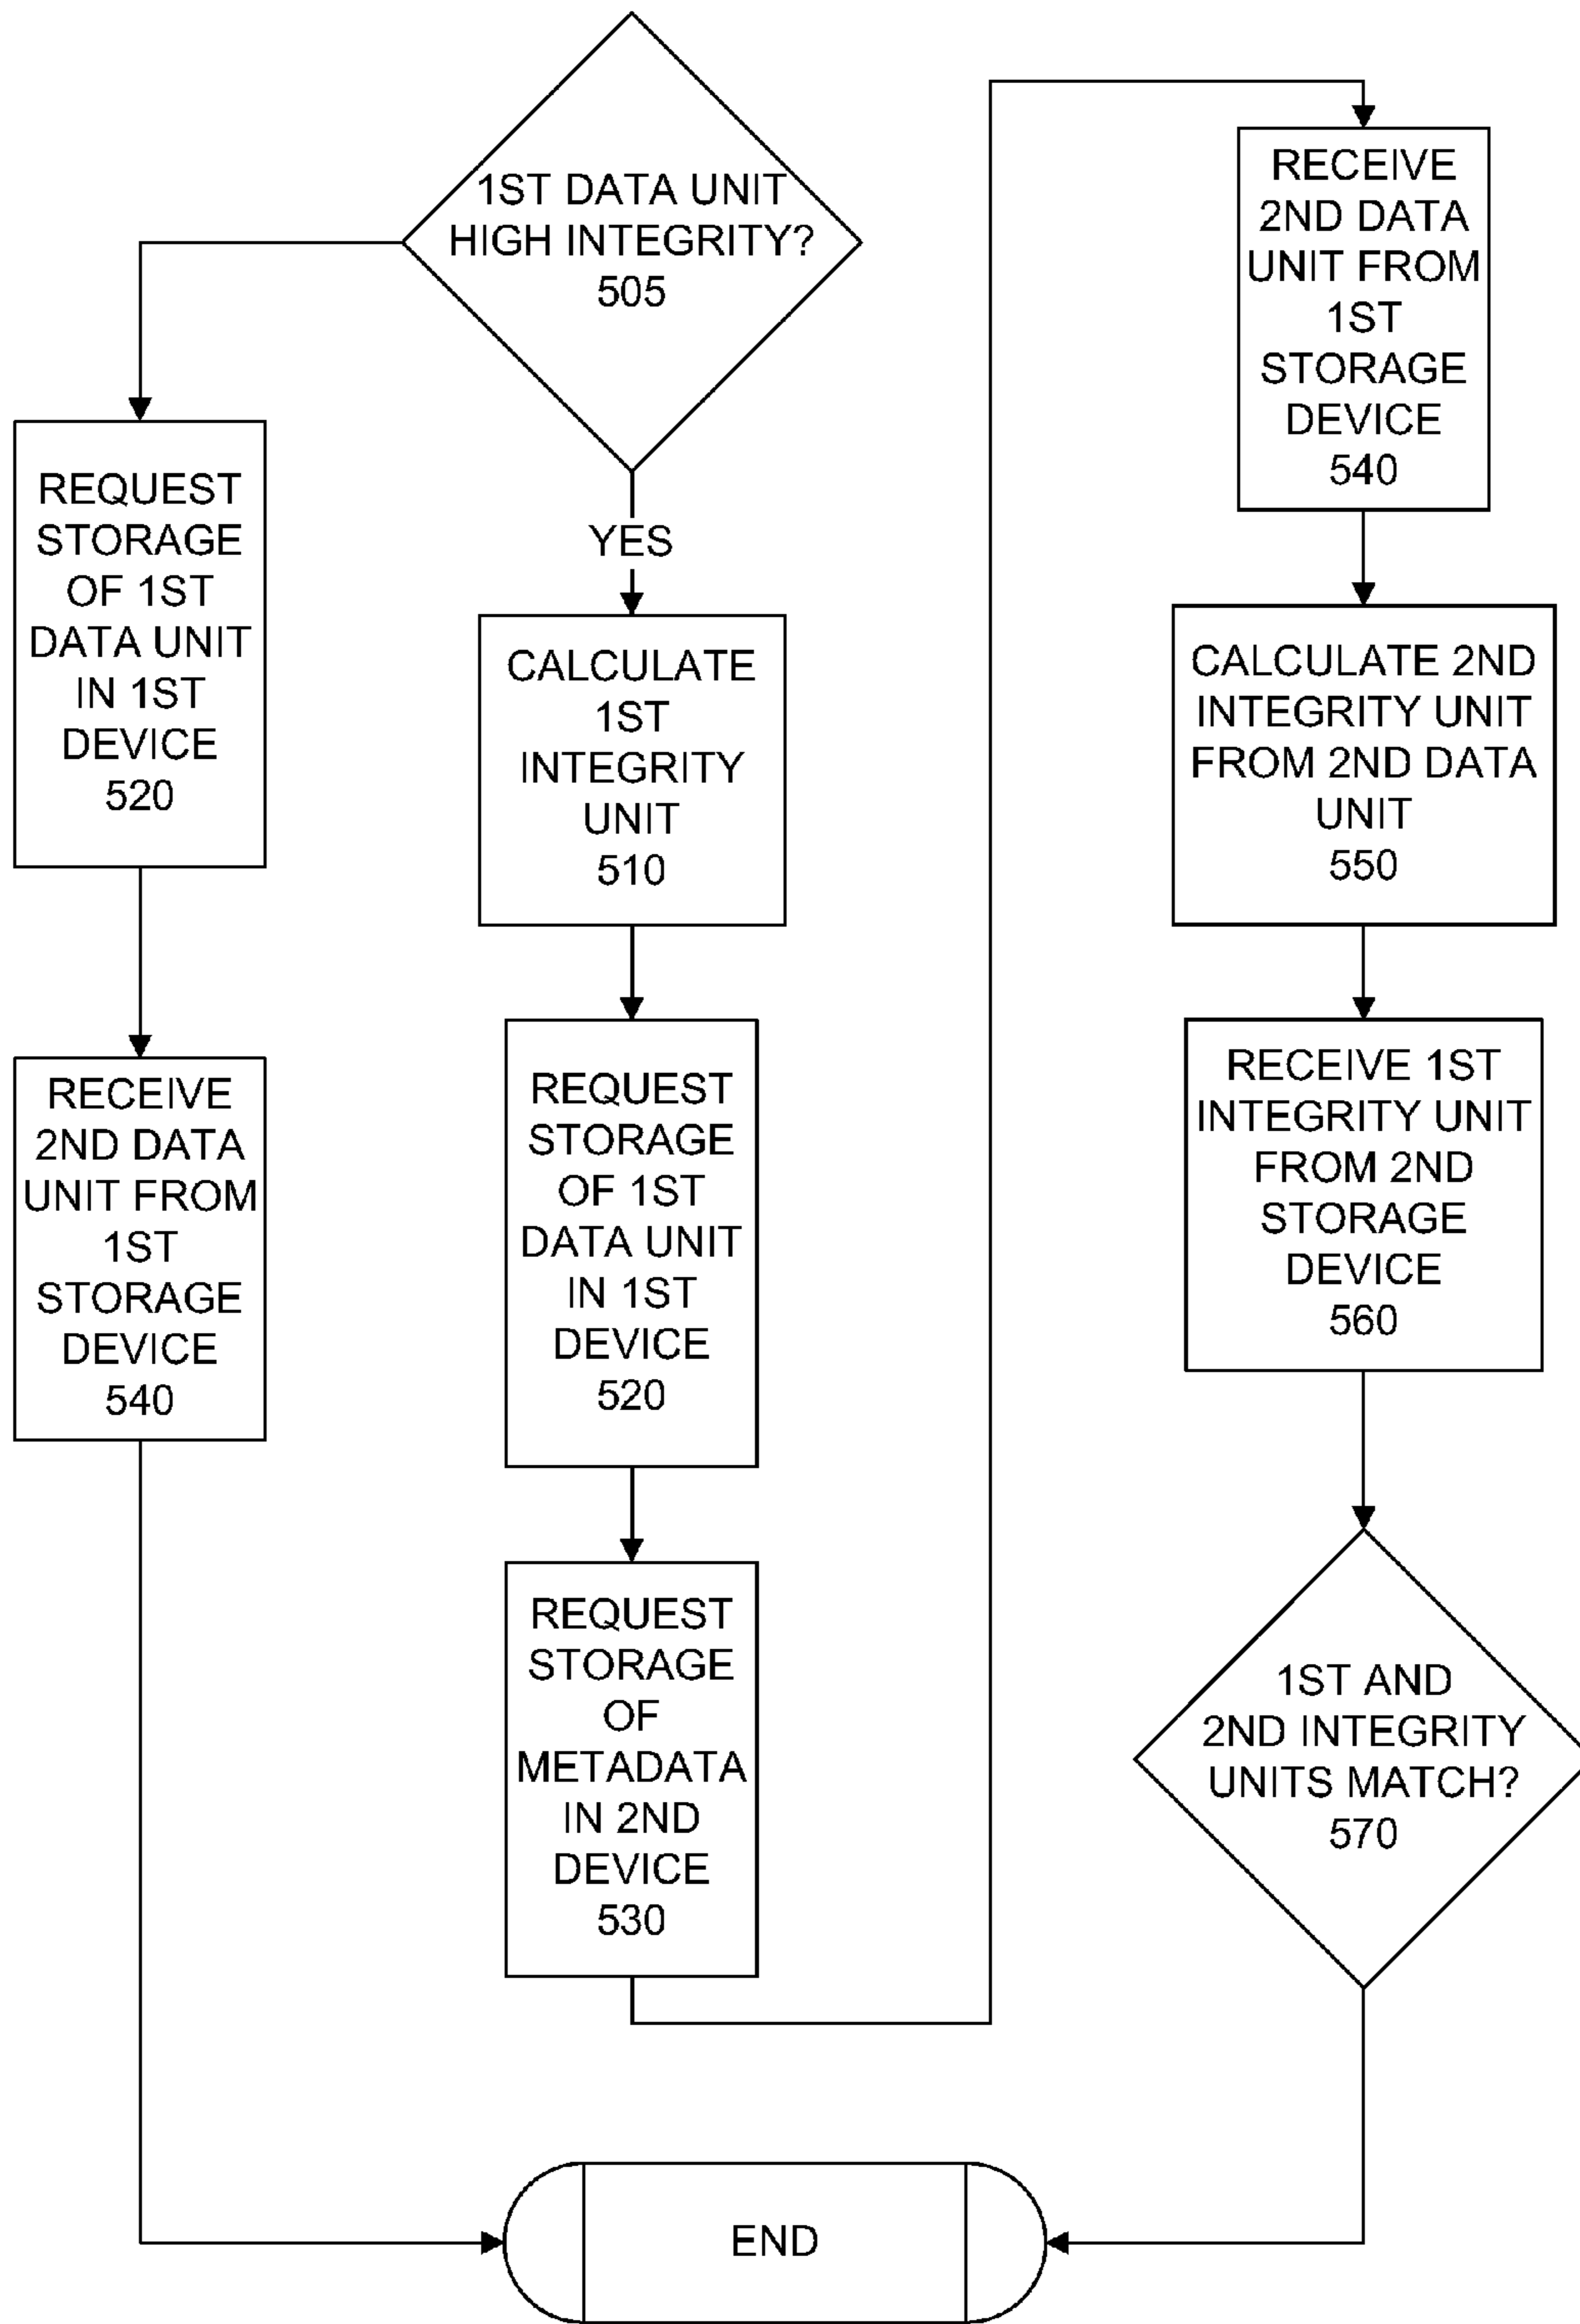 1ST DATA UNIT
HIGH INTEGRITY?
505
REQUEST
STORAGE
OF 1ST
DATA UNIT
IN 1ST
DEVICE
520
RECEIVE
2ND DATA
UNIT FROM
1ST
STORAGE
DEVICE
540
YES
CALCULATE
1ST
INTEGRITY
UNIT
510
REQUEST
STORAGE
OF 1ST
DATA UNIT
IN 1ST
DEVICE
520
REQUEST
STORAGE
OF
METADATA
IN 2ND
DEVICE
530
RECEIVE
2ND DATA
UNIT FROM
1ST
STORAGE
DEVICE
540
CALCULATE 2ND
INTEGRITY UNIT
FROM 2ND DATA
UNIT
550
RECEIVE 1ST
INTEGRITY UNIT
FROM 2ND
STORAGE
DEVICE
560
1ST AND
2ND INTEGRITY
UNITS MATCH?
570
END